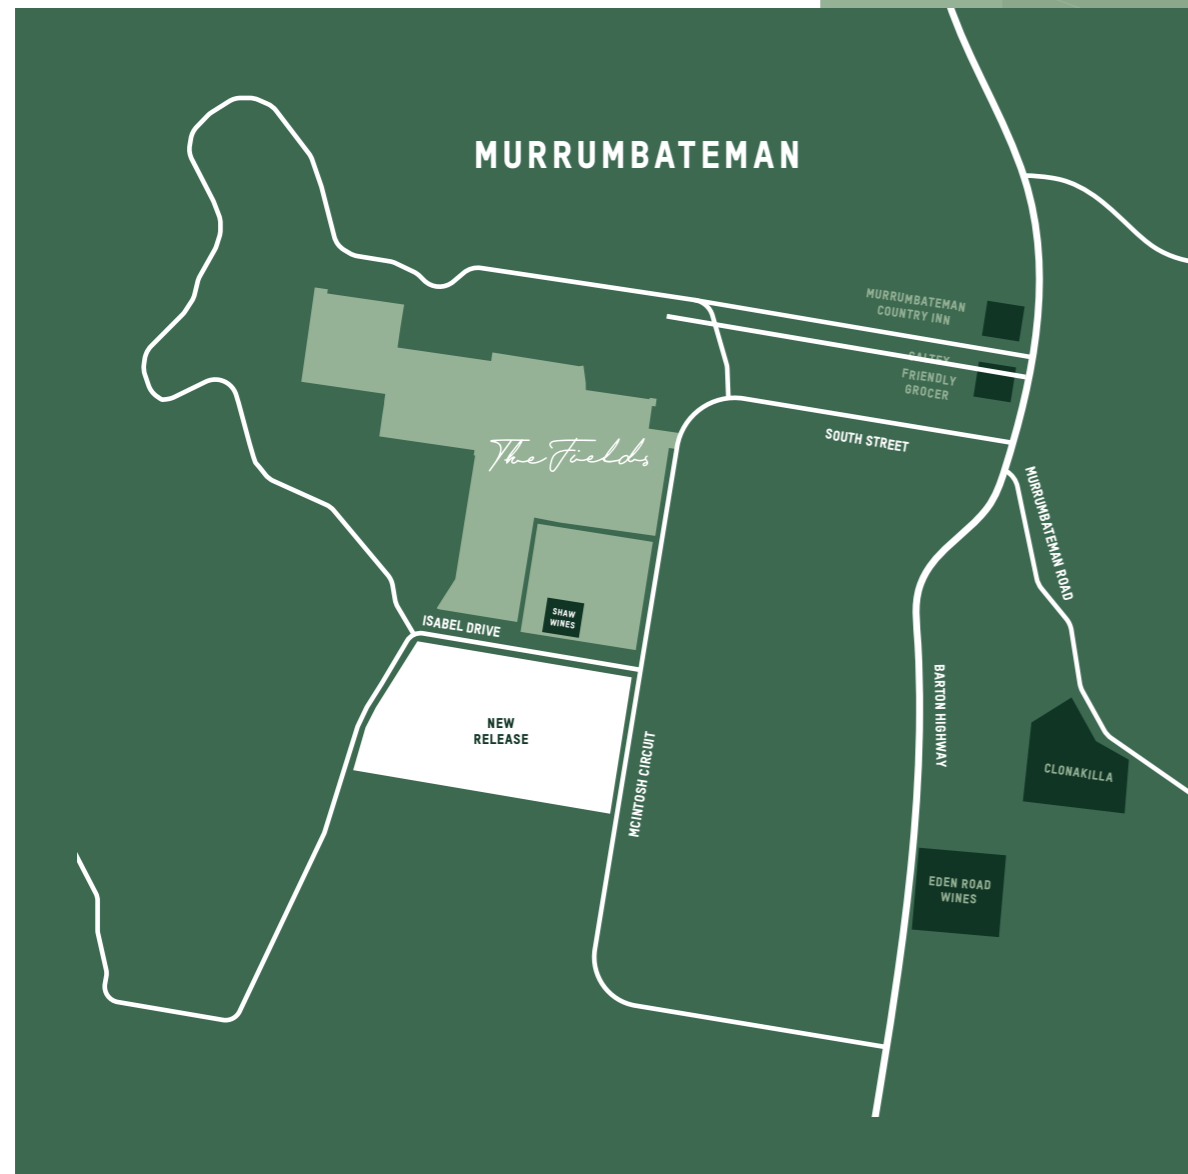 MURRUMBATEMAN
MURRUMBATEMAN
COUNTRY INN
CALTEX
FRIENDLY
GROCER
SOUTH STREET
The Fields
MURRUMBATEMAN ROAD
SHAW
WINES
ISABEL DRIVE
BARTON HIGHWAY
NEW
RELEASE
MCINTOSH CIRCUIT
CLONAKILLA
EDEN ROAD
WINES